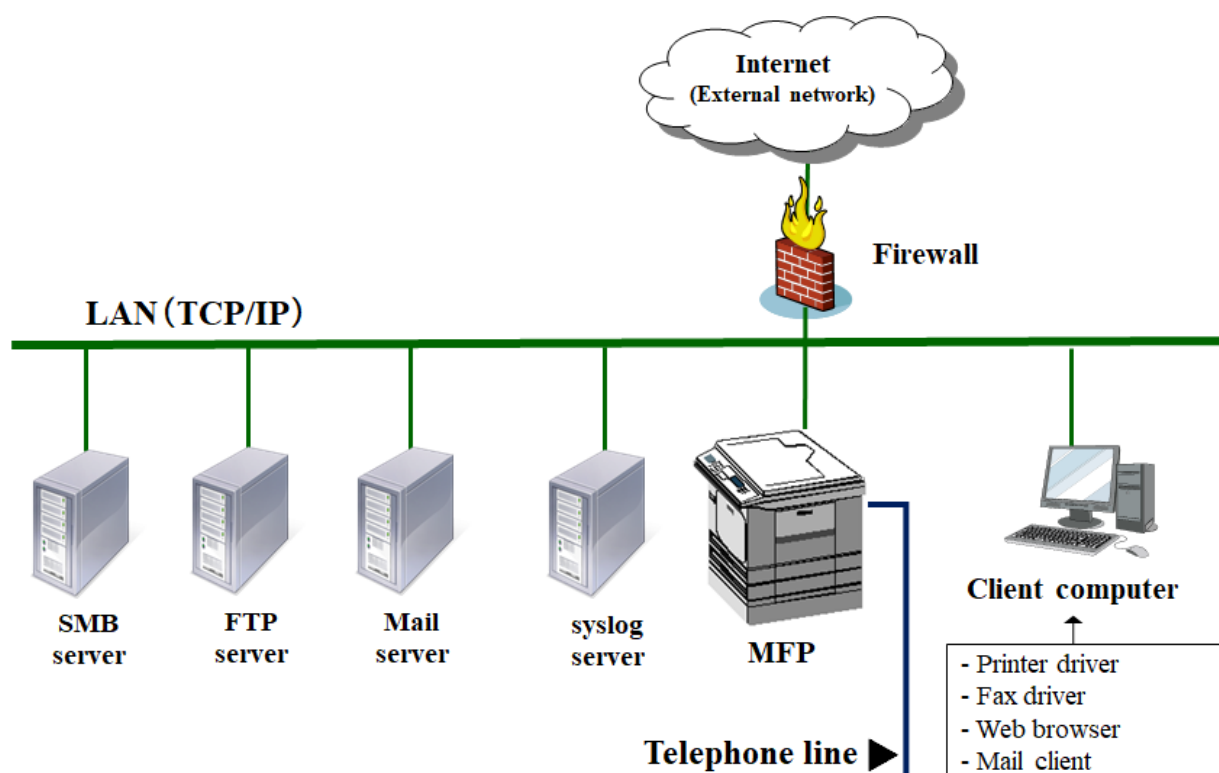 Internet
(External network)
Firewall
LAN（TCP/IP）
SMB
server
FTP
server
Mail
server
syslog
server
MFP
Client computer
- Printer driver
- Fax driver
- Web browser
- Mail client
Telephone line